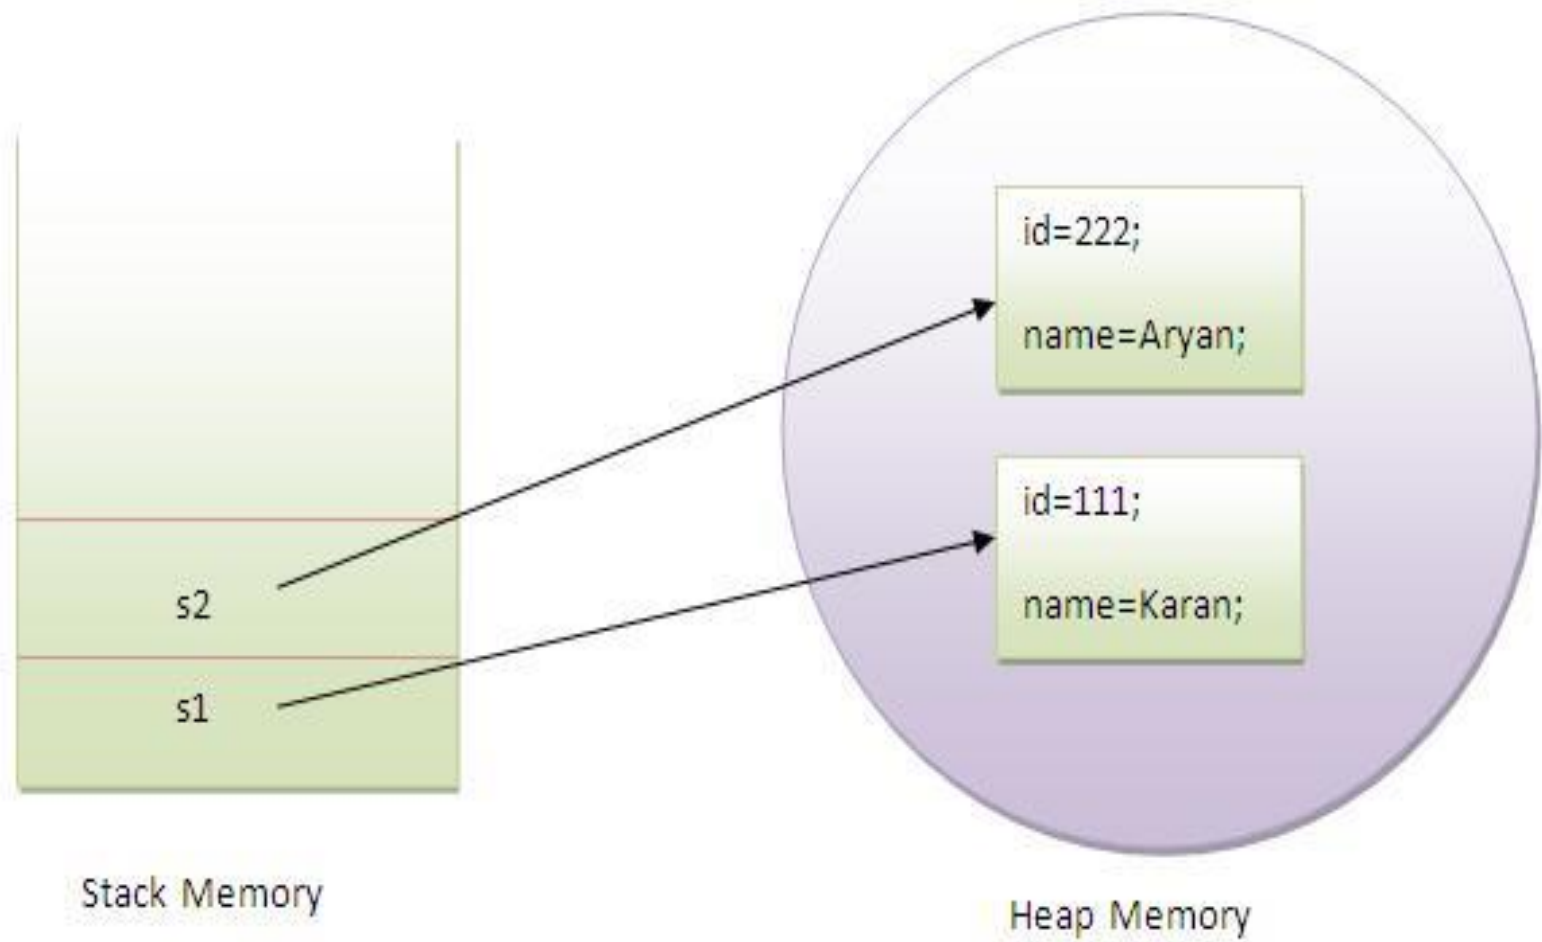 id=222;
name=Aryan;
id=111;
name=Karan;
s2
s1
Stack Memory
Heap Memory